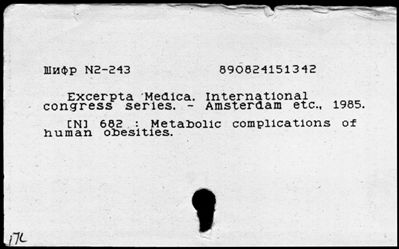 Шифр N2-243 890824151342
Excerpta Medica. International
congress series. - Amsterdam etc., 1985.
[N] 682 : Metabolic complications of
human obesities.